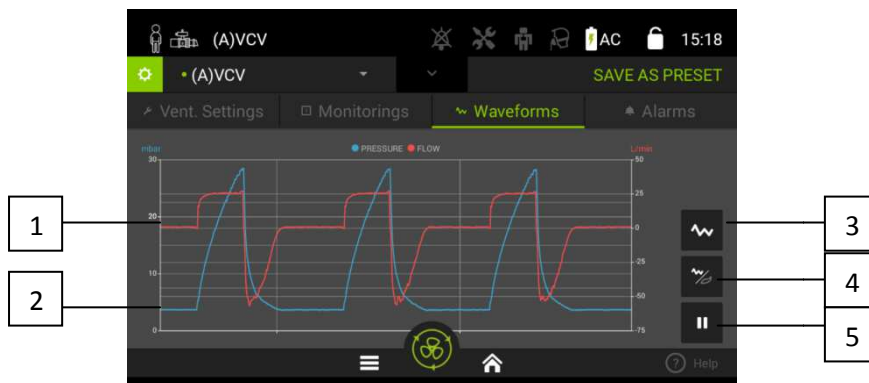 (A)VCV AC 15:18
(A)VCV SAVE AS PRESET
Vent. Settings Monitorings Waveforms Alarms
mbar PRESSURE FLOW L/min
30 50
25
1 20 0 3
10 -25 4
2 -50 5
0 -75
Help